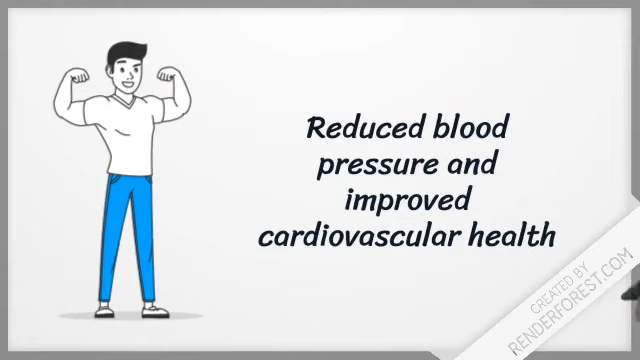 Reduced blood
pressure and
improved
cardiovascular health
CREATED BY
RENDERFOREST.COM